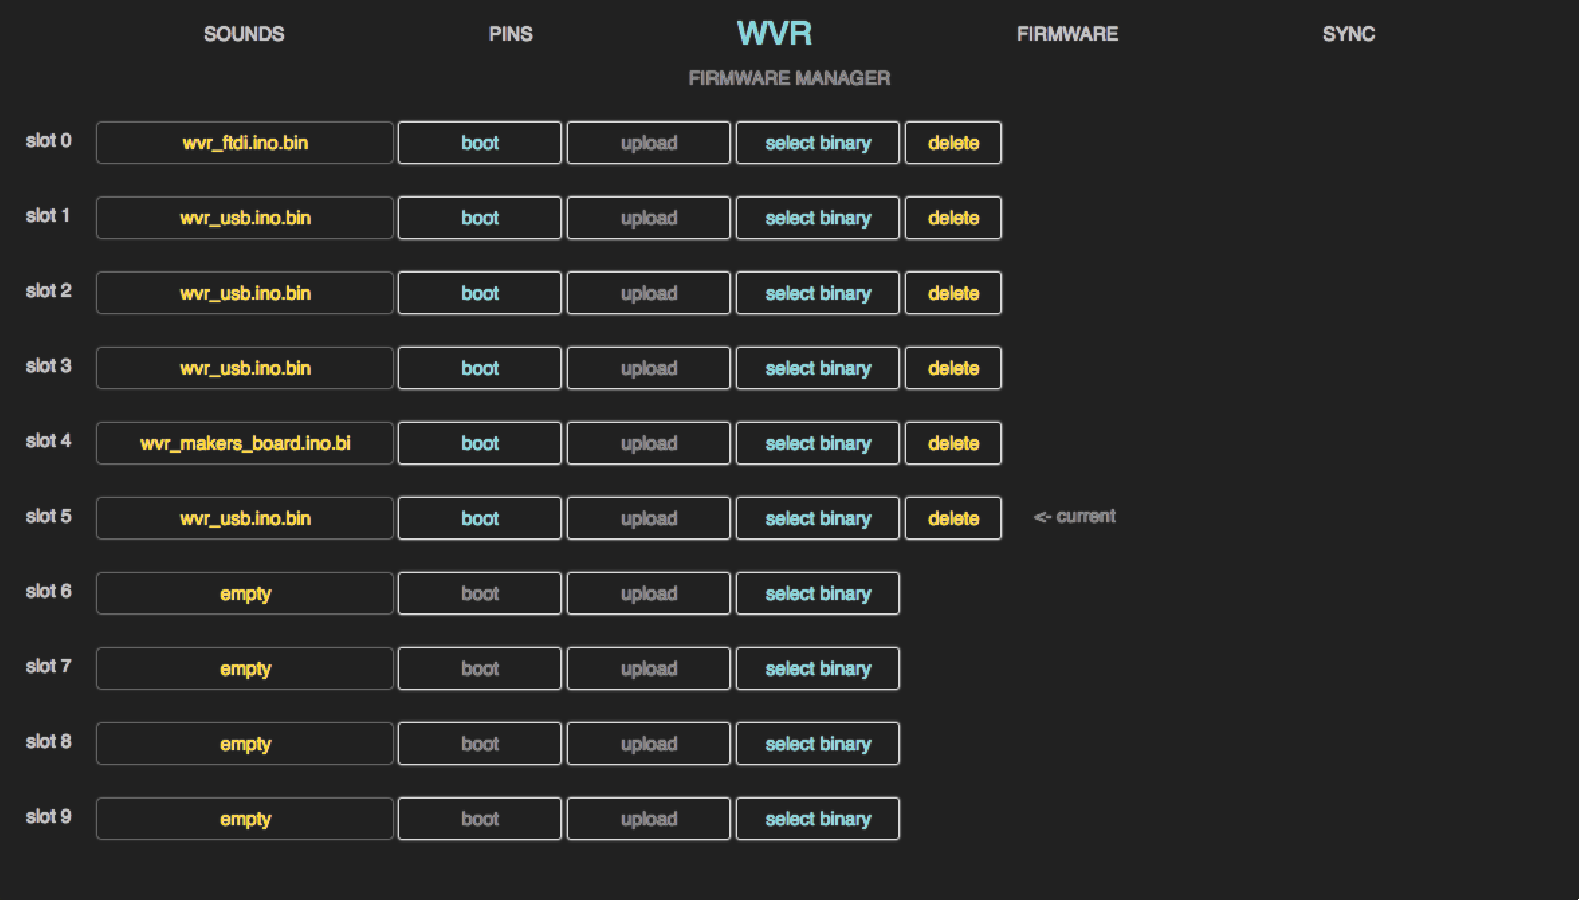 SOUNDS PINS WVR FIRMWARE SYNC
FIRMWARE MANAGER
slot 0 wvr_ftdi.ino.bin boot upload select binary delete
slot 1 wvr_usb.ino.bin boot upload select binary delete
slot 2 wvr_usb.ino.bin boot upload select binary delete
slot 3 wvr_usb.ino.bin boot upload select binary delete
slot 4 wvr_makers_board.ino.bi boot upload select binary delete
slot 5 wvr_usb.ino.bin boot upload select binary delete <- current
slot 6 empty boot upload select binary
slot 7 empty boot upload select binary
slot 8 empty boot upload select binary
slot 9 empty boot upload select binary